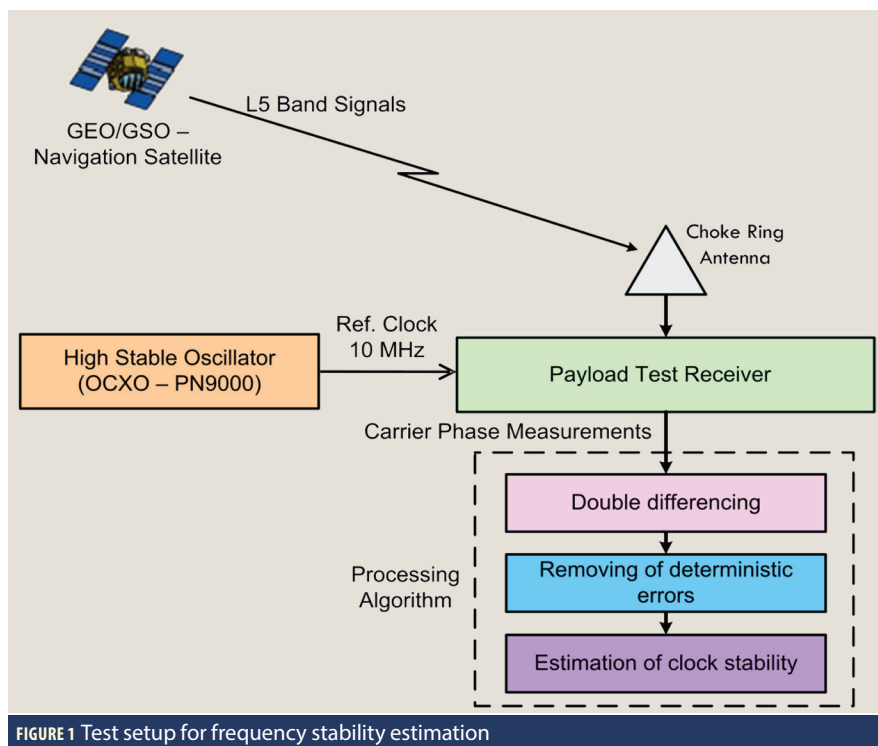 L5 Band Signals
GEO/GSO –
Navigation Satellite
Choke Ring
Antenna
Ref. Clock
10 MHz
High Stable Oscillator
(OCXO – PN9000)
Payload Test Receiver
Carrier Phase Measurements
Double differencing
Processing
Algorithm
Removing of deterministic
errors
Estimation of clock stability
FIGURE 1 Test setup for frequency stability estimation